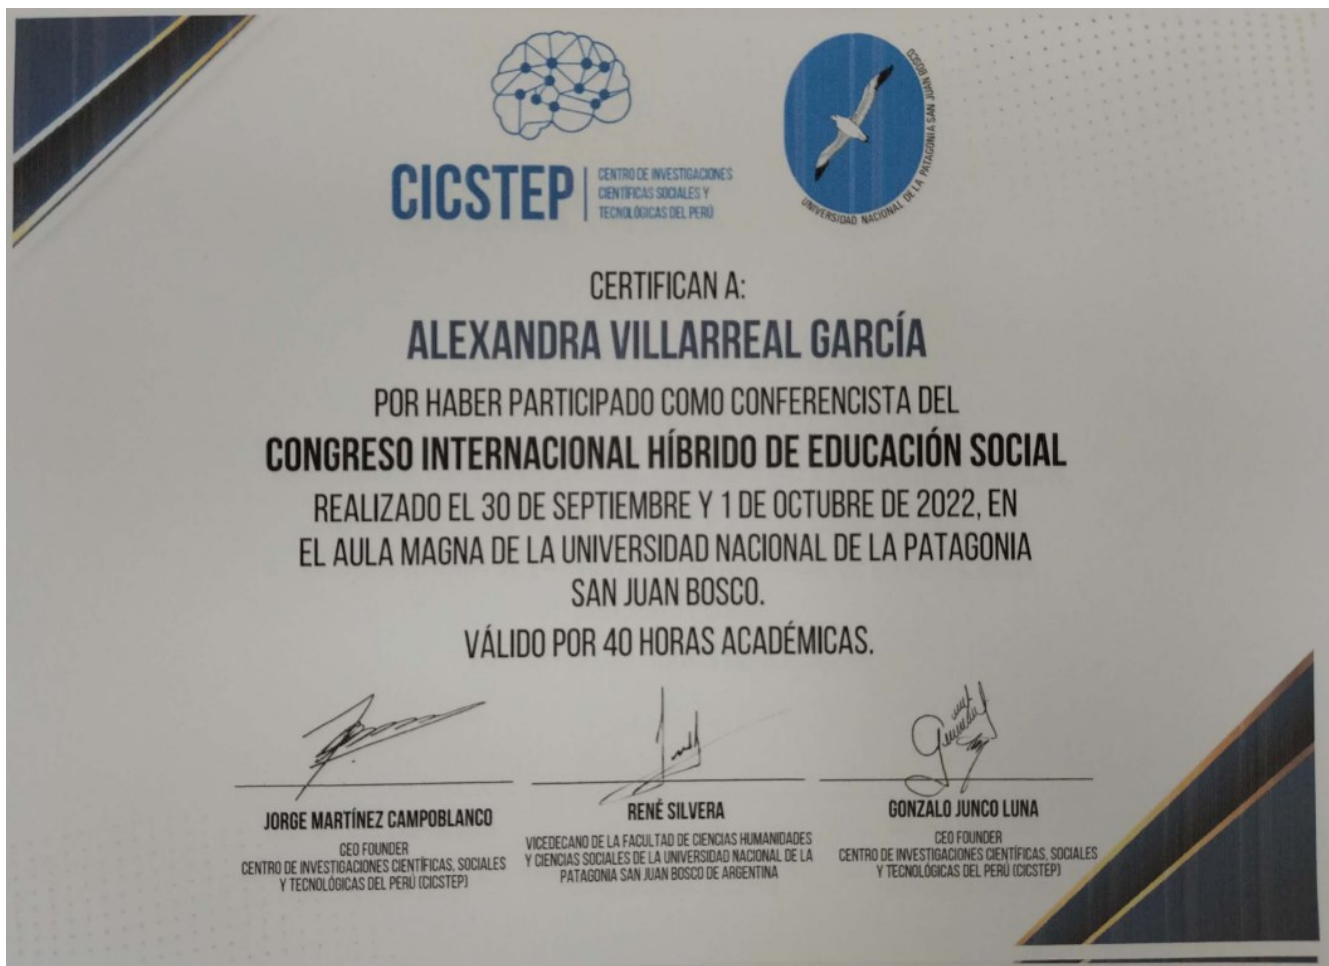 CICSTEP
CENTRO DE INVESTIGACIONES
CIENTÍFICAS SOCIALES Y
TECNOLÓGICAS DEL PERÚ
UNIVERSIDAD NACIONAL DE LA PATAGONIA SAN JUAN BOSCO
CERTIFICAN A:
ALEXANDRA VILLARREAL GARCÍA
POR HABER PARTICIPADO COMO CONFERENCISTA DEL
CONGRESO INTERNACIONAL HÍBRIDO DE EDUCACIÓN SOCIAL
REALIZADO EL 30 DE SEPTIEMBRE Y 1 DE OCTUBRE DE 2022, EN
EL AULA MAGNA DE LA UNIVERSIDAD NACIONAL DE LA PATAGONIA
SAN JUAN BOSCO.
VÁLIDO POR 40 HORAS ACADÉMICAS.
JORGE MARTÍNEZ CAMPOBLANCO
CEO FOUNDER
CENTRO DE INVESTIGACIONES CIENTÍFICAS, SOCIALES
Y TECNOLÓGICAS DEL PERÚ (CICSTEP)
RENÉ SILVERA
VICEDECANO DE LA FACULTAD DE CIENCIAS HUMANIDADES
Y CIENCIAS SOCIALES DE LA UNIVERSIDAD NACIONAL DE LA
PATAGONIA SAN JUAN BOSCO DE ARGENTINA
GONZALO JUNCO LUNA
CEO FOUNDER
CENTRO DE INVESTIGACIONES CIENTÍFICAS, SOCIALES
Y TECNOLÓGICAS DEL PERÚ (CICSTEP)